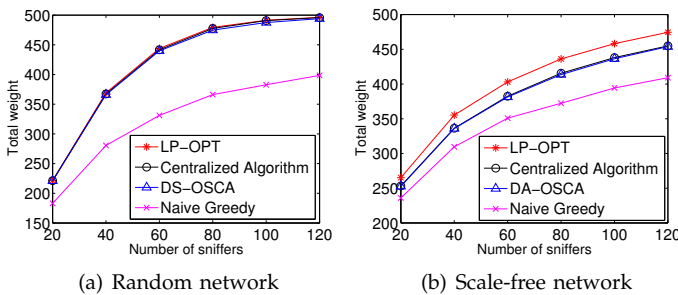 500
450
400
350
300
250
200
150
Total weight
20 40 60 80 100 120
Number of sniffers
LP−OPT
Centralized Algorithm
DS−OSCA
Naive Greedy
(a) Random network
500
450
400
350
300
250
200
Total weight
20 40 60 80 100 120
Number of sniffers
LP−OPT
Centralized Algorithm
DA−OSCA
Naive Greedy
(b) Scale-free network